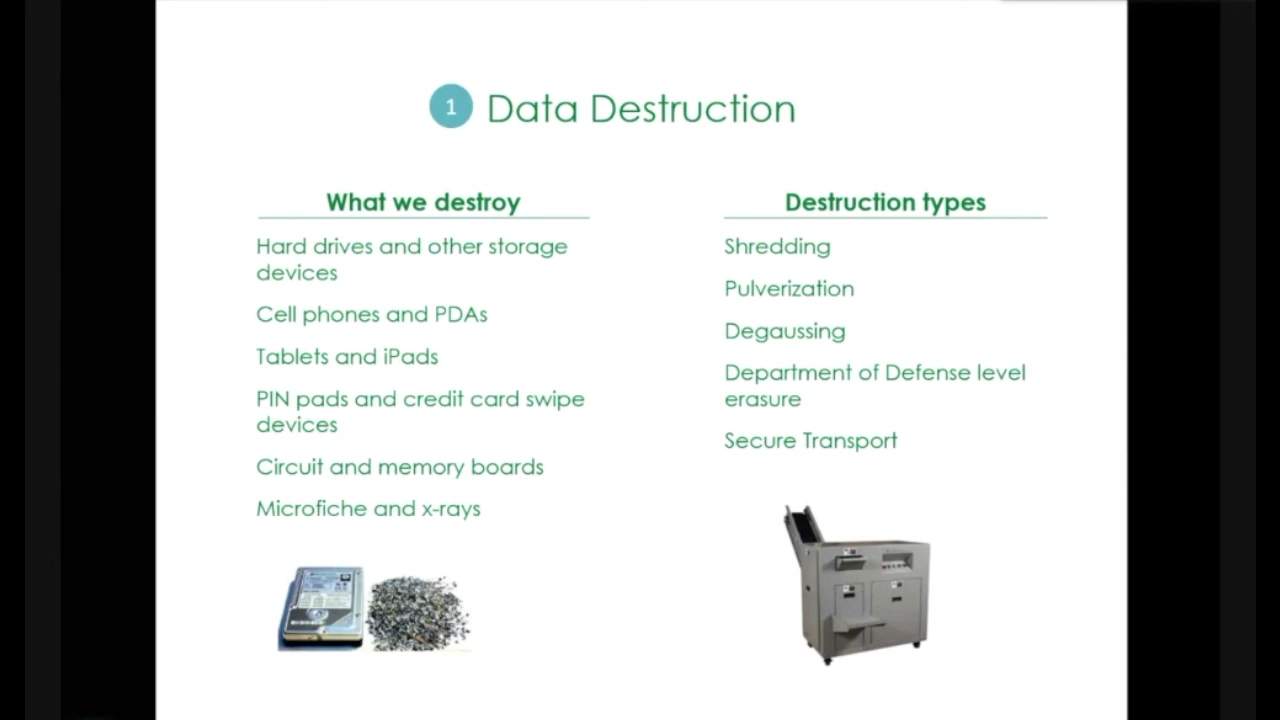 1 Data Destruction
What we destroy
Hard drives and other storage
devices
Cell phones and PDAs
Tablets and iPads
PIN pads and credit card swipe
devices
Circuit and memory boards
Microfiche and x-rays
Destruction types
Shredding
Pulverization
Degaussing
Department of Defense level
erasure
Secure Transport